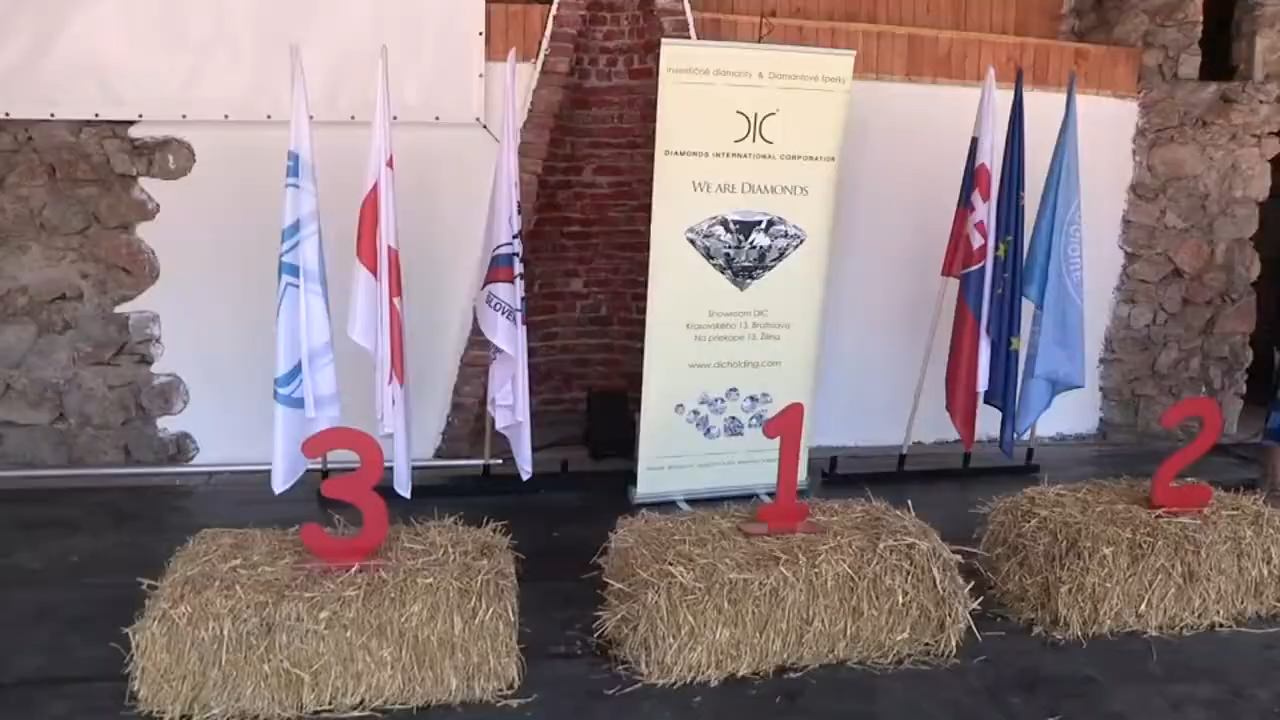 Investičné diamanty & Diamantové šperky
DIC
DIAMONDS INTERNATIONAL CORPORATION
WE ARE DIAMONDS
Showroom DIC
Krasovského 13, Bratislava
Na priekope 13, Žilina
www.dicholding.com
SLOVEN
3
1
2